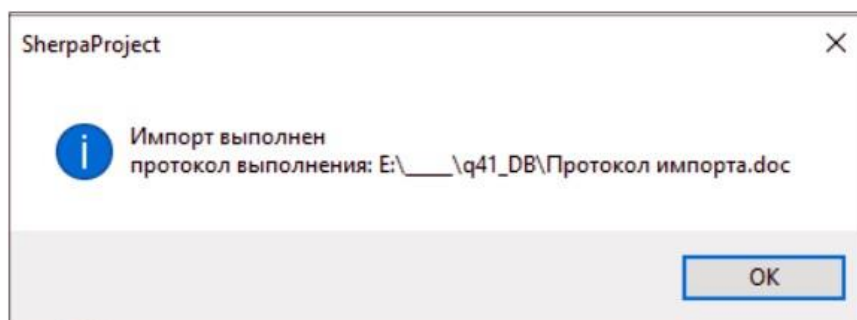 SherpaProject
Импорт выполнен
протокол выполнения: E:\____\q41_DB\Протокол импорта.doc
OK